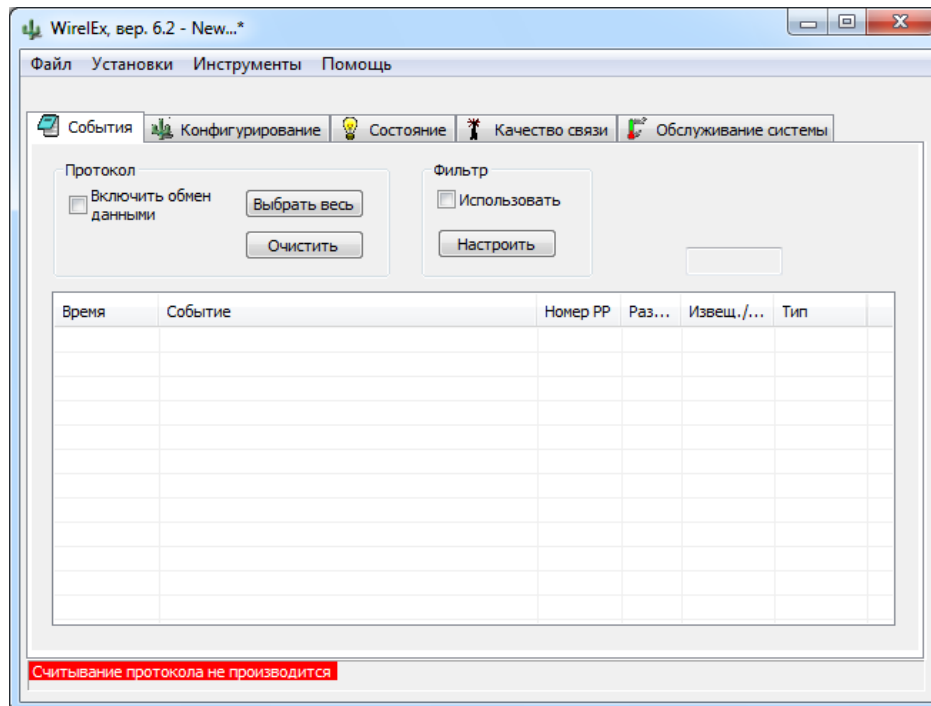 WirelEx, вер. 6.2 - New...*
Файл Установки Инструменты Помощь
События Конфигурирование Состояние Качество связи Обслуживание системы
Протокол
Включить обмен
данными
Выбрать весь
Очистить
Фильтр
Использовать
Настроить
Время Событие Номер РР Раз... Извещ./... Тип
Считывание протокола не производится